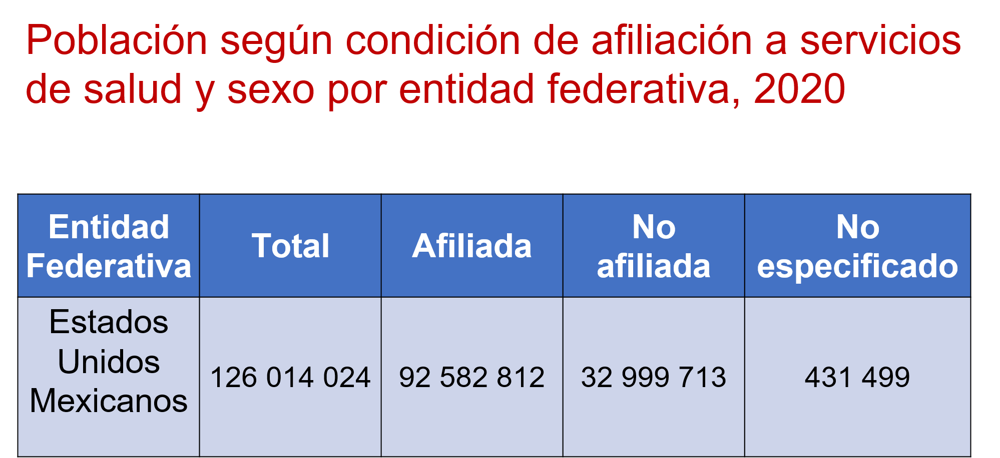 Población según condición de afiliación a servicios
de salud y sexo por entidad federativa, 2020
Entidad
Federativa
Total
Afiliada
No
afiliada
No
especificado
Estados
Unidos
Mexicanos
126 014 024
92 582 812
32 999 713
431 499